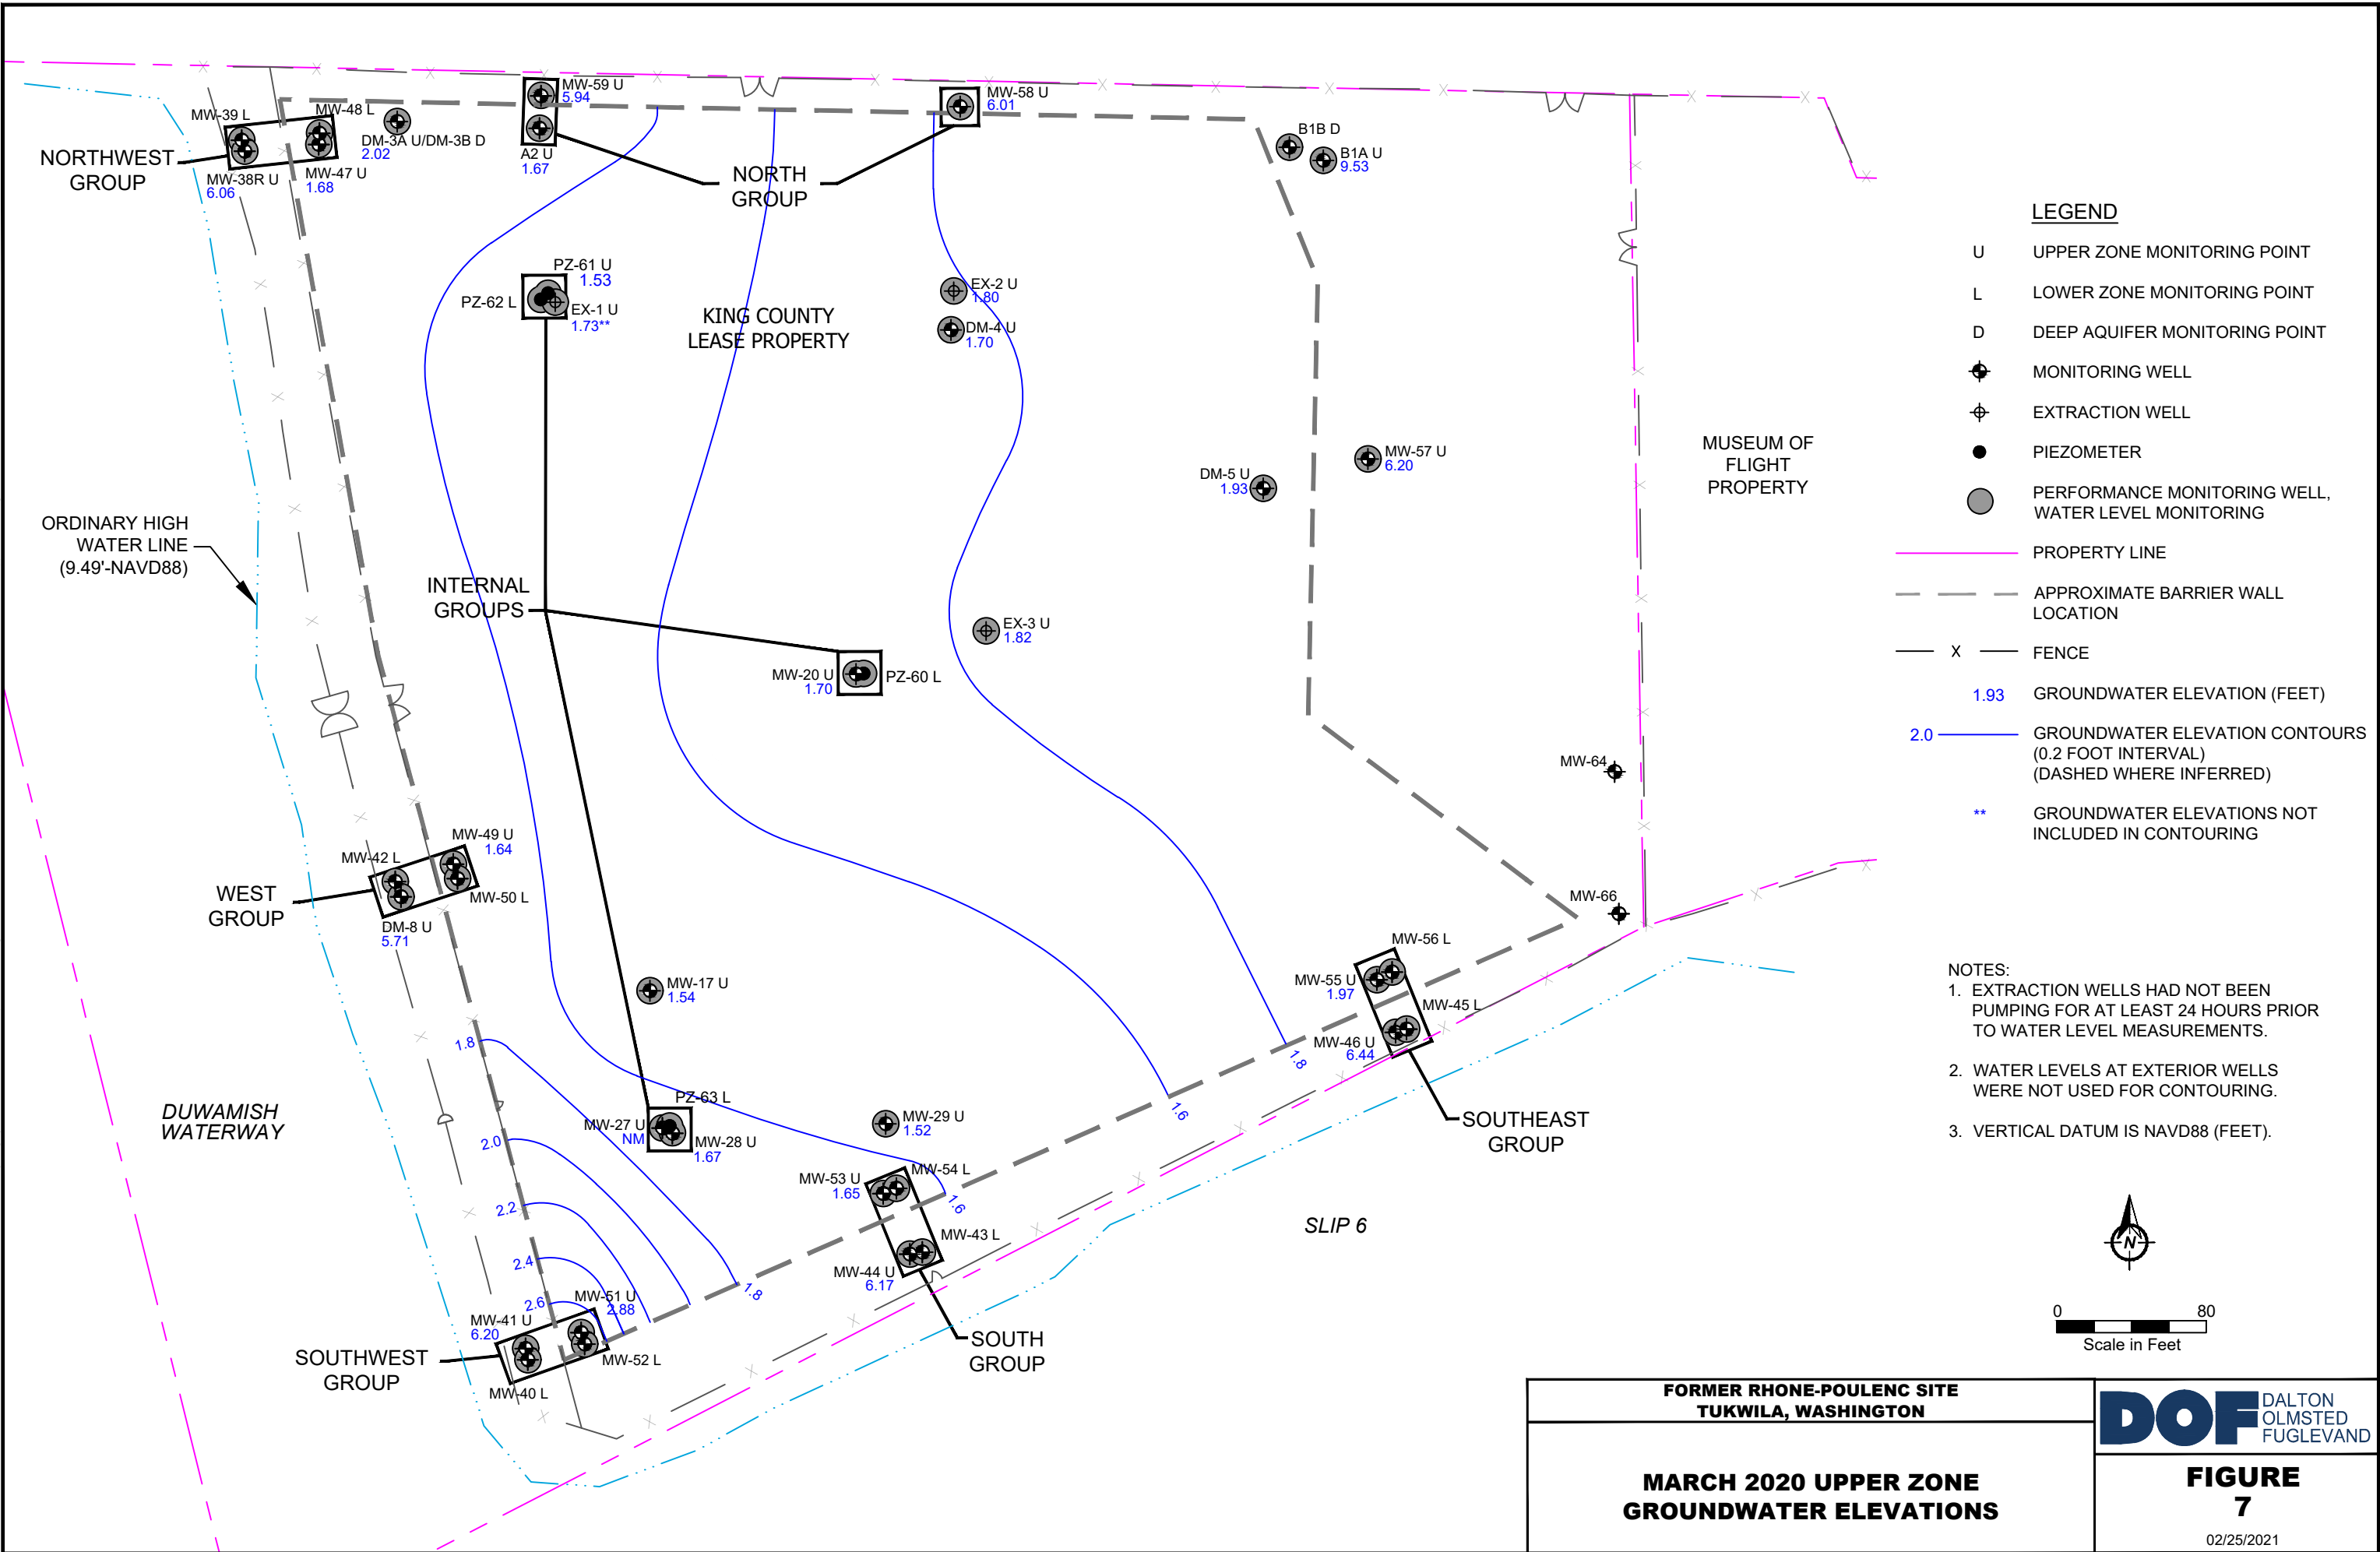 MW-39 L
MW-48 L
NORTHWEST
GROUP
MW-38R U
6.06
MW-47 U
1.68
DM-3A U/DM-3B D
2.02
MW-59 U
5.94
A2 U
1.67
NORTH
GROUP
MW-58 U
6.01
B1B D
B1A U
9.53
PZ-61 U
1.53
PZ-62 L
EX-1 U
1.73**
KING COUNTY
LEASE PROPERTY
EX-2 U
1.80
DM-4 U
1.70
MW-57 U
6.20
DM-5 U
1.93
MUSEUM OF
FLIGHT
PROPERTY
ORDINARY HIGH
WATER LINE
(9.49'-NAVD88)
INTERNAL
GROUPS
EX-3 U
1.82
MW-20 U
1.70
PZ-60 L
MW-64
MW-66
MW-49 U
1.64
MW-42 L
WEST
GROUP
MW-50 L
DM-8 U
5.71
MW-17 U
1.54
MW-56 L
MW-55 U
1.97
MW-45 L
MW-46 U
6.44
SOUTHEAST
GROUP
1.8
2.0
2.2
2.4
2.6
1.8
1.6
1.6
1.8
DUWAMISH
WATERWAY
PZ-63 L
MW-27 U
NM
MW-28 U
1.67
MW-29 U
1.52
MW-53 U
1.65
MW-54 L
MW-43 L
MW-44 U
6.17
SOUTH
GROUP
SLIP 6
MW-51 U
2.88
MW-41 U
6.20
SOUTHWEST
GROUP
MW-52 L
MW-40 L
LEGEND
U UPPER ZONE MONITORING POINT
L LOWER ZONE MONITORING POINT
D DEEP AQUIFER MONITORING POINT
MONITORING WELL
EXTRACTION WELL
PIEZOMETER
PERFORMANCE MONITORING WELL,
WATER LEVEL MONITORING
PROPERTY LINE
APPROXIMATE BARRIER WALL
LOCATION
X FENCE
1.93 GROUNDWATER ELEVATION (FEET)
2.0 GROUNDWATER ELEVATION CONTOURS
(0.2 FOOT INTERVAL)
(DASHED WHERE INFERRED)
** GROUNDWATER ELEVATIONS NOT
INCLUDED IN CONTOURING
NOTES:
1. EXTRACTION WELLS HAD NOT BEEN
PUMPING FOR AT LEAST 24 HOURS PRIOR
TO WATER LEVEL MEASUREMENTS.
2. WATER LEVELS AT EXTERIOR WELLS
WERE NOT USED FOR CONTOURING.
3. VERTICAL DATUM IS NAVD88 (FEET).
N
0 80
Scale in Feet
FORMER RHONE-POULENC SITE
TUKWILA, WASHINGTON
MARCH 2020 UPPER ZONE
GROUNDWATER ELEVATIONS
DOF
DALTON
OLMSTED
FUGLEVAND
FIGURE
7
02/25/2021